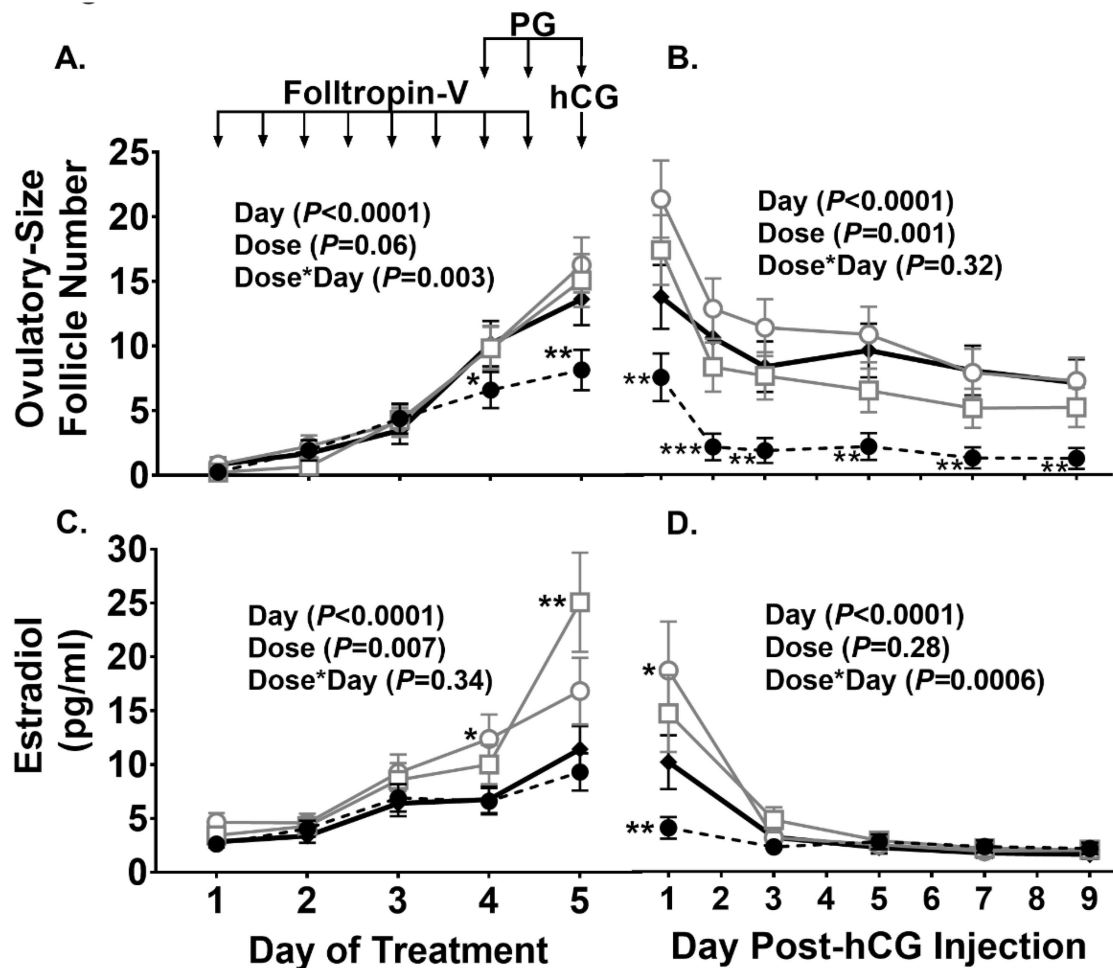 A.
PG
B.
Folltropin-V
hCG
Ovulatory-Size
Follicle Number
25
20
15
10
5
0
Day (P<0.0001)
Dose (P=0.06)
Dose*Day (P=0.003)
*
**
Day (P<0.0001)
Dose (P=0.001)
Dose*Day (P=0.32)
**
***
**
**
**
**
C.
D.
Estradiol
(pg/ml)
30
25
20
15
10
5
0
Day (P<0.0001)
Dose (P=0.007)
Dose*Day (P=0.34)
*
**
Day (P<0.0001)
Dose (P=0.28)
Dose*Day (P=0.0006)
*
**
1 2 3 4 5
1 2 3 4 5 6 7 8 9
Day of Treatment
Day Post-hCG Injection